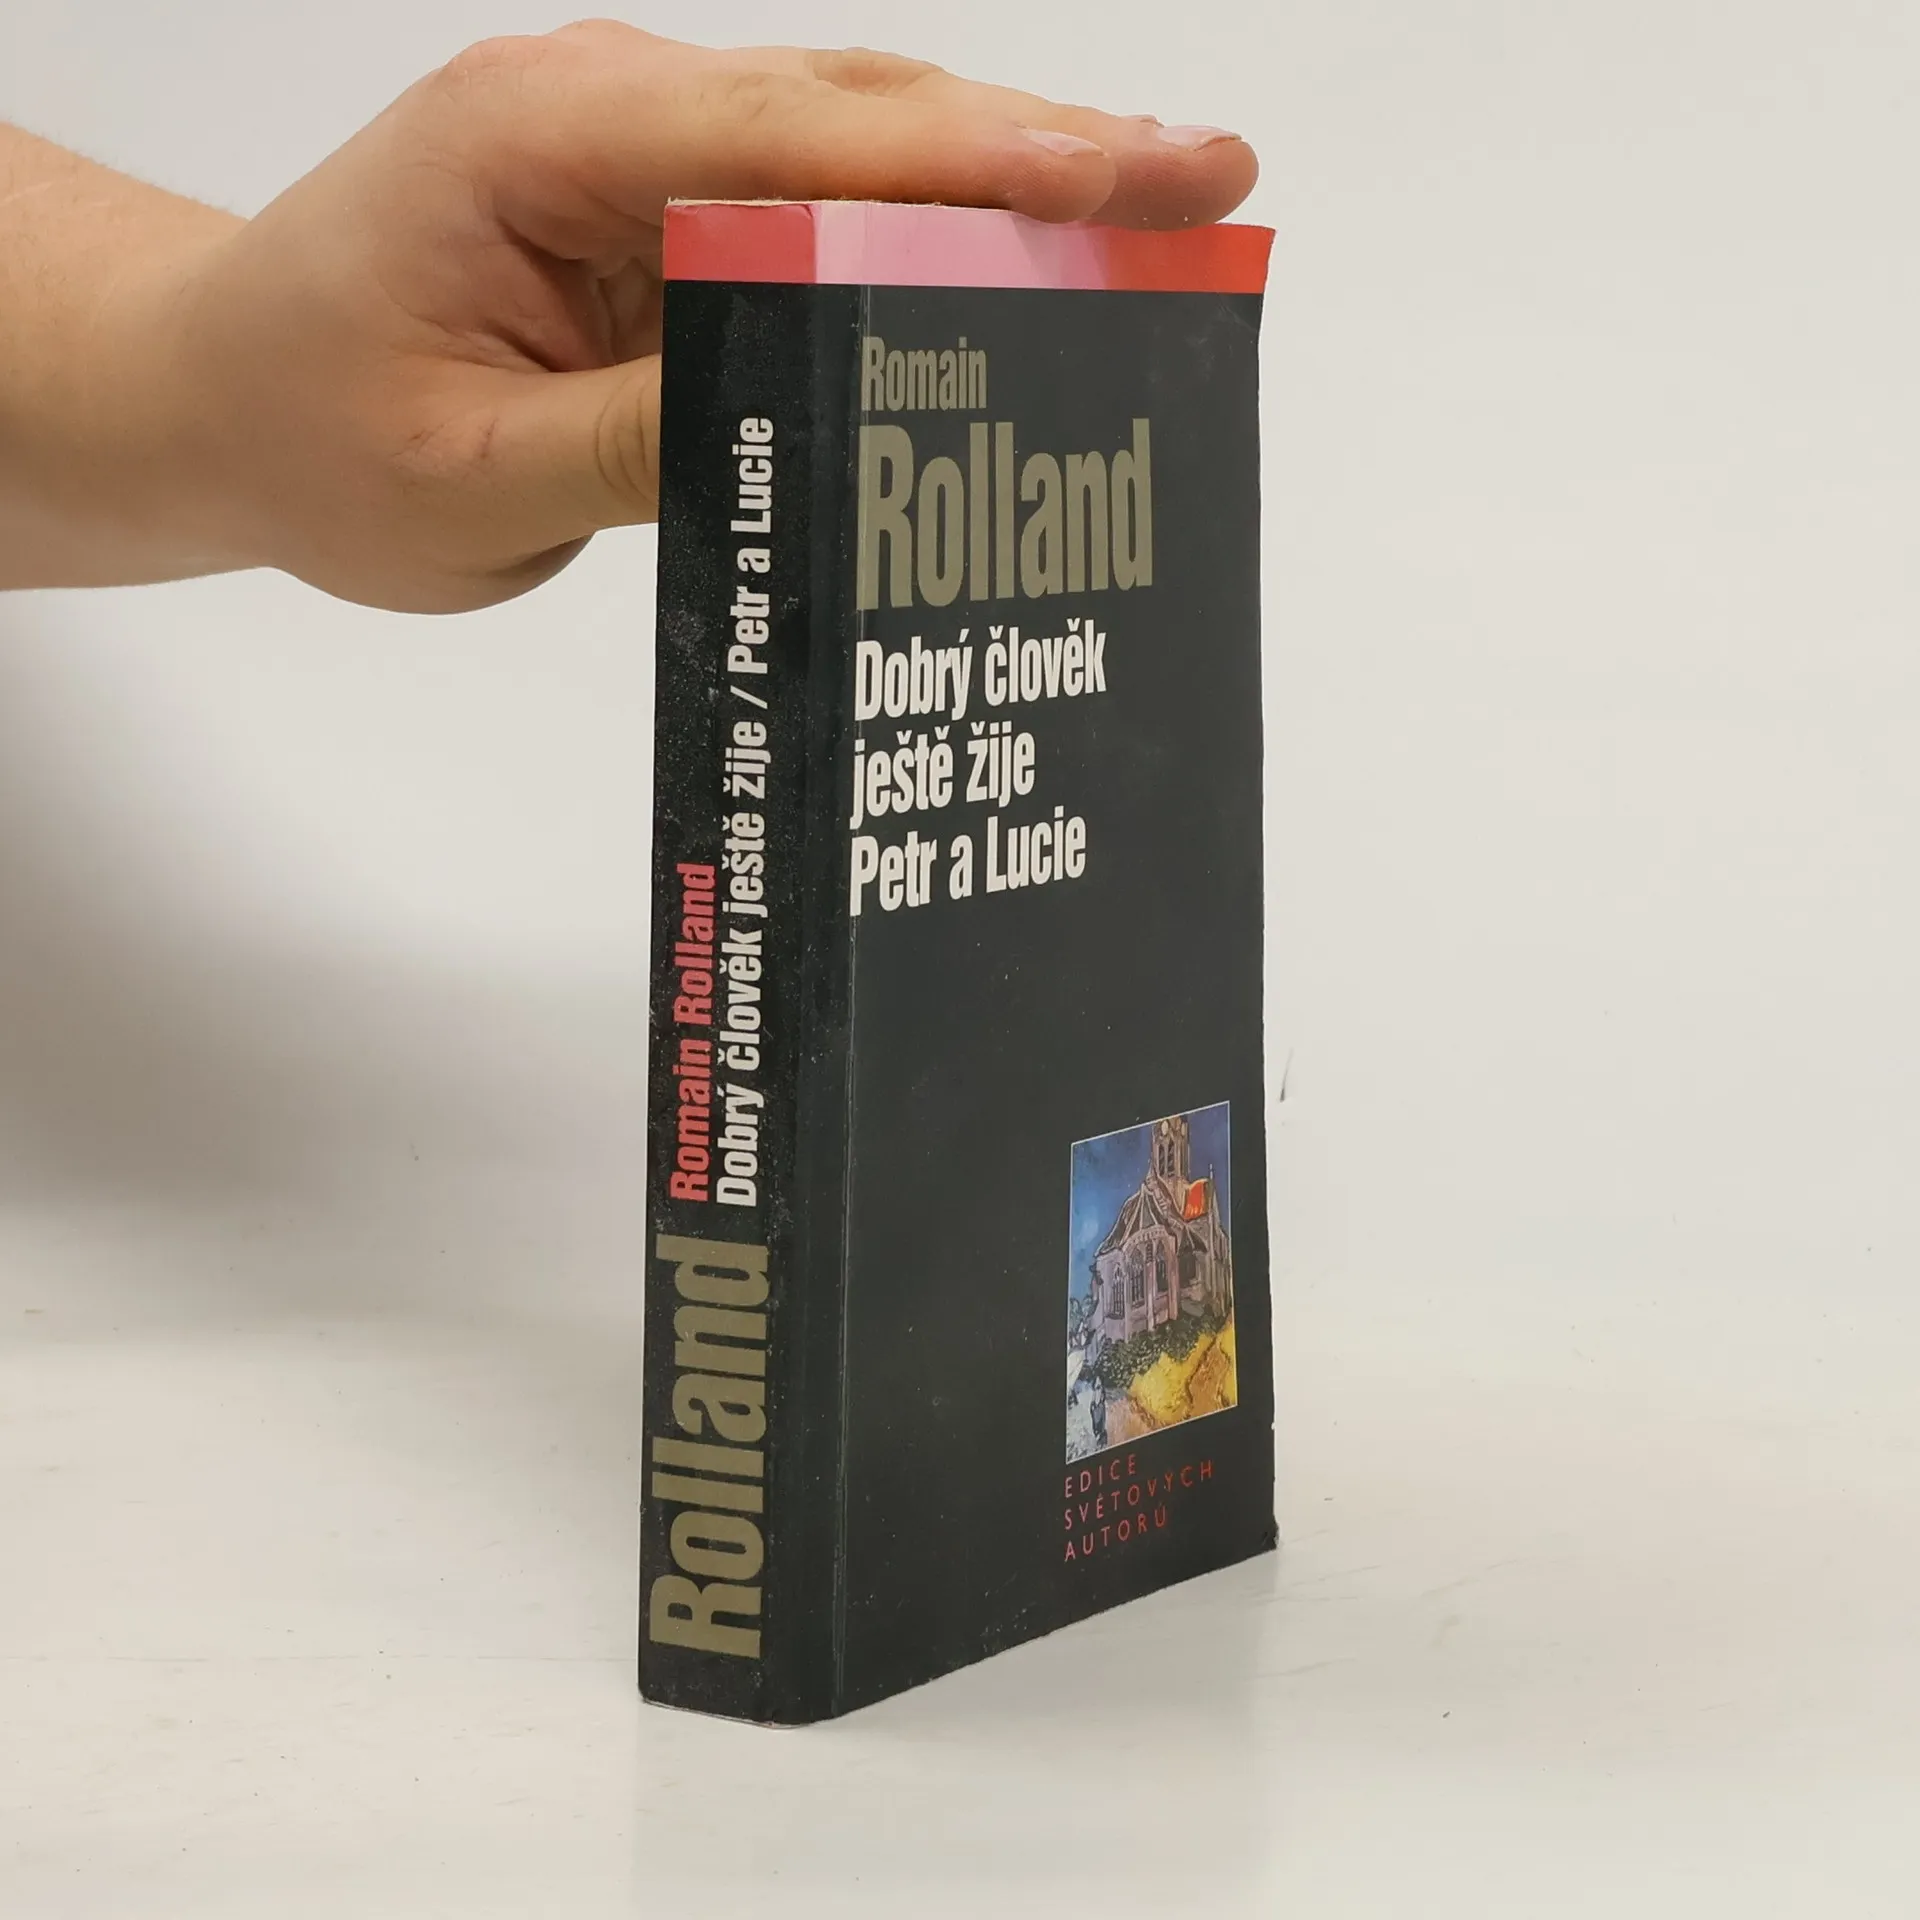 Romain
Rolland
Dobrý člověk
ještě žije
Petr a Lucie
EDICE
SVĚTOVÝCH
AUTORŮ
Rolland
Romain Rolland
Dobrý člověk ještě žije / Petr a Lucie